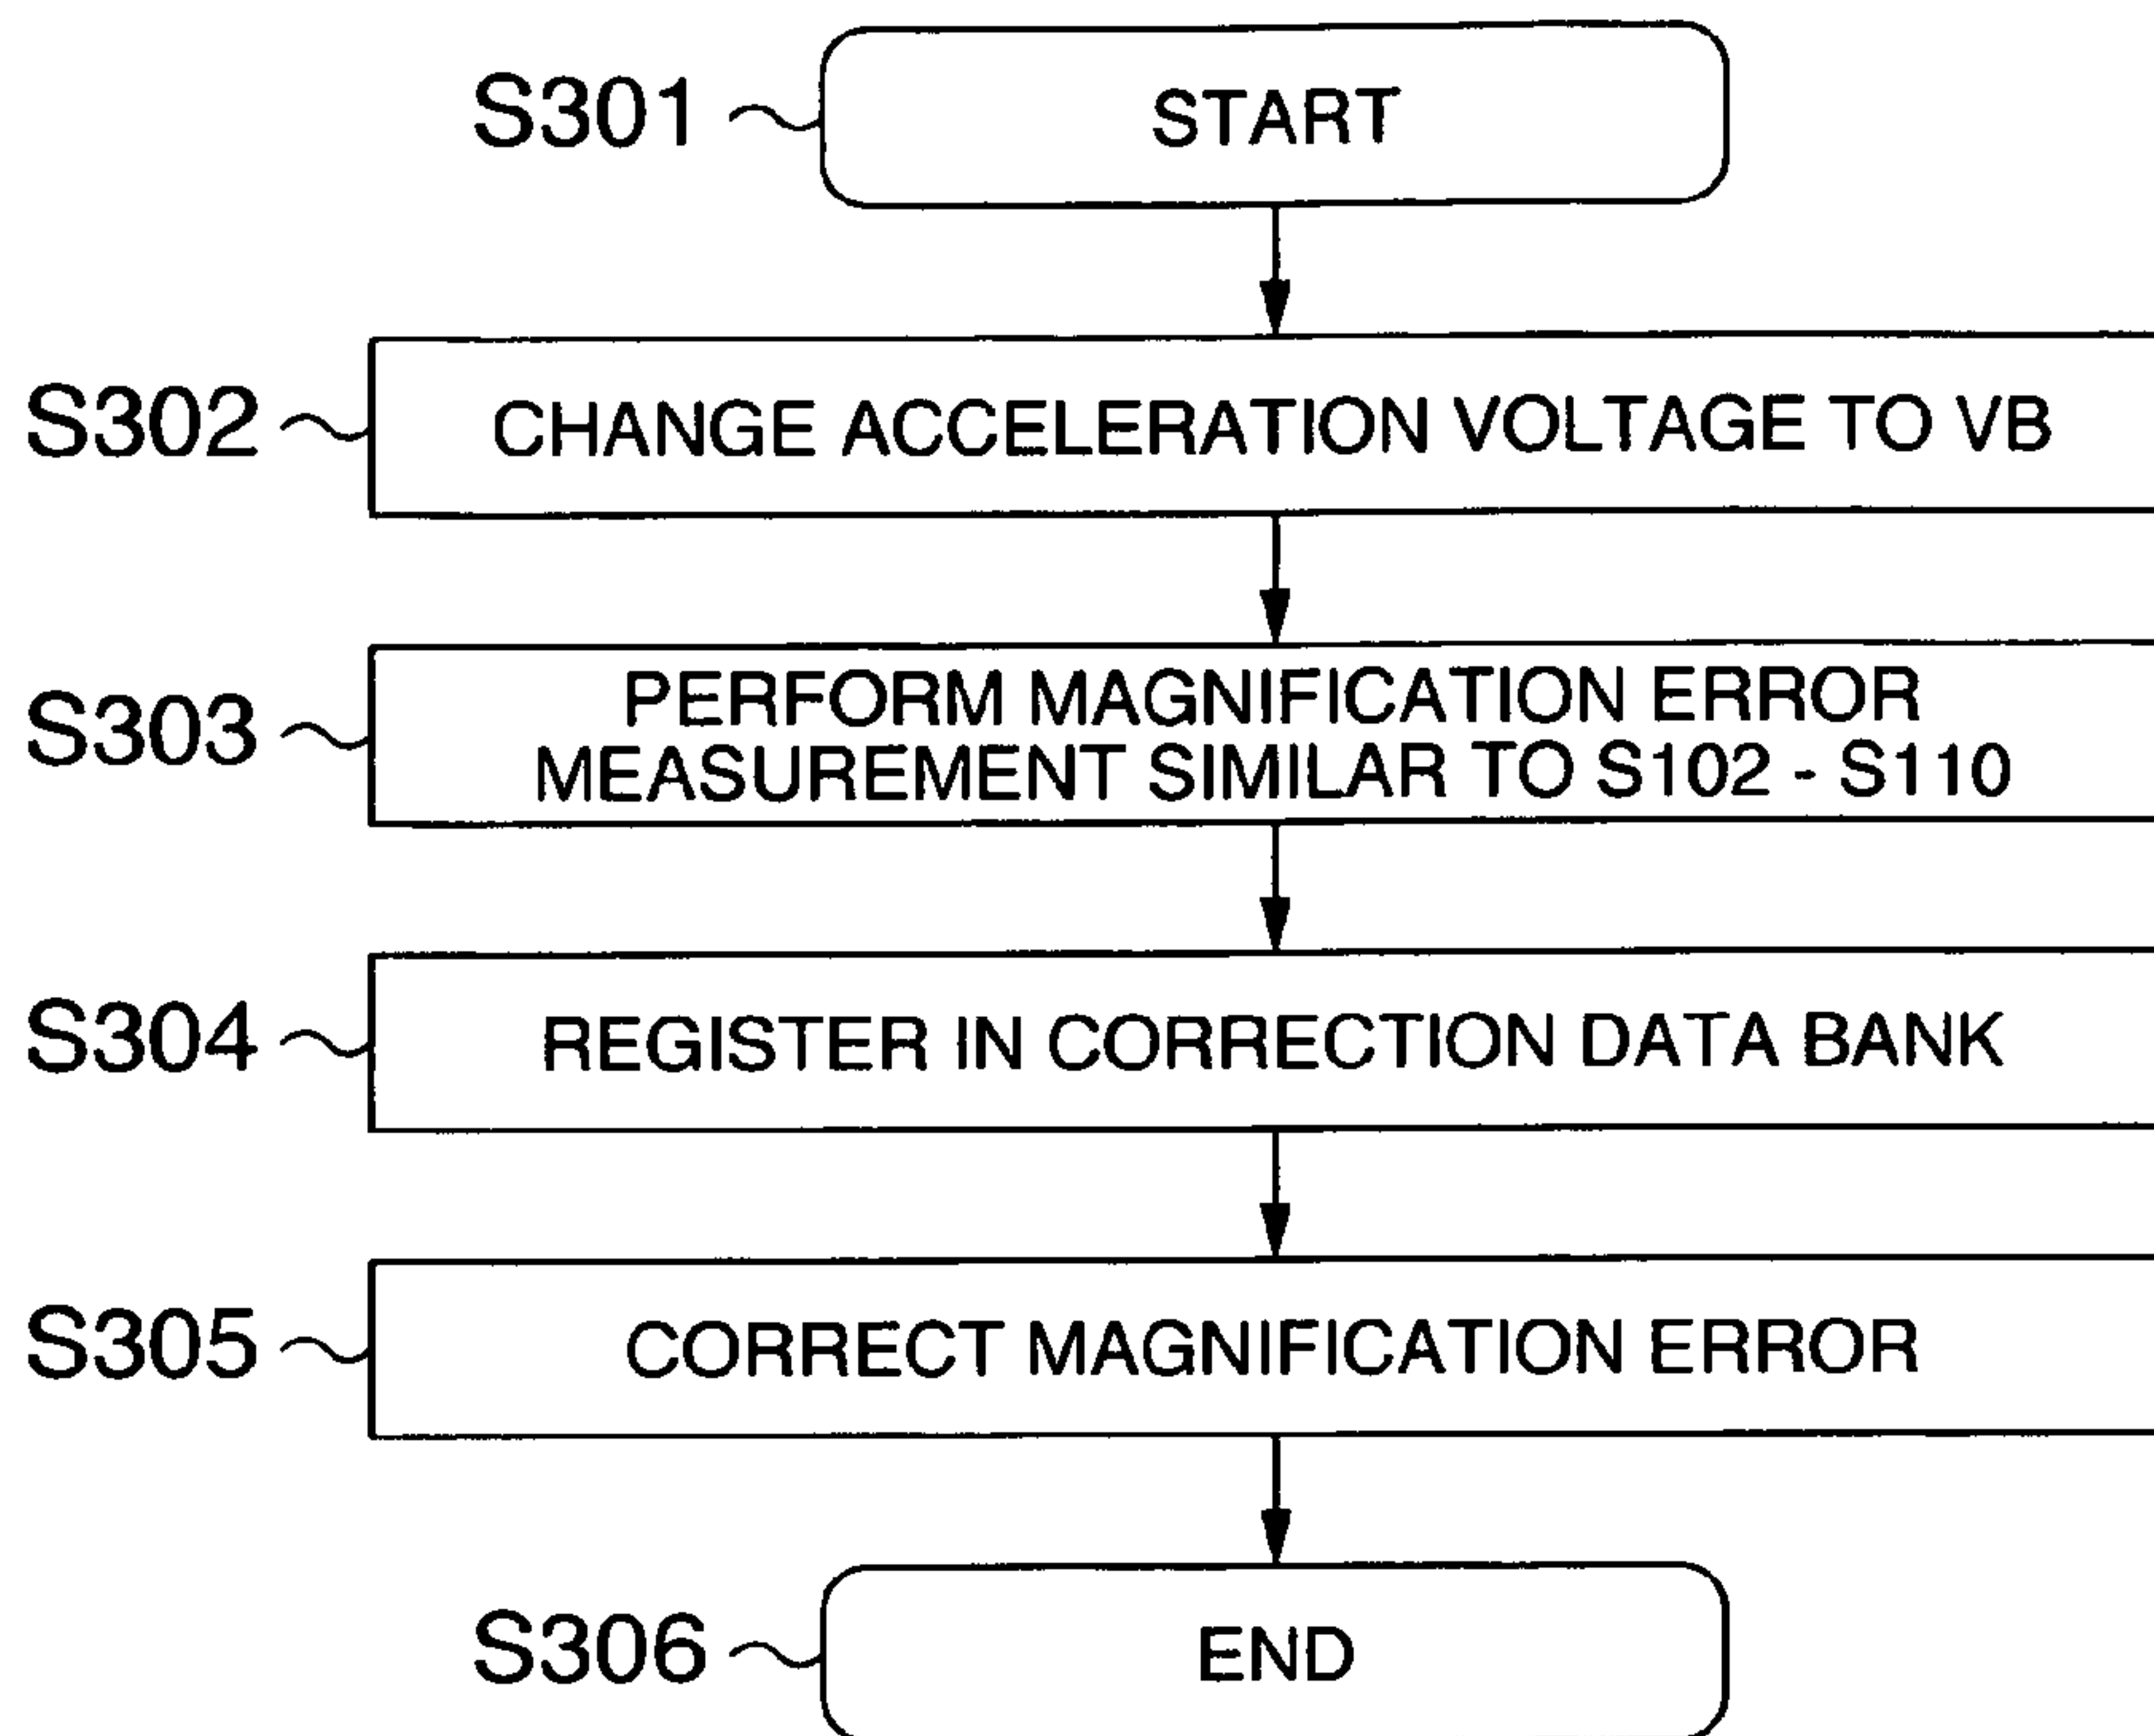 S301
START
S302
CHANGE ACCELERATION VOLTAGE TO VB
S303
PERFORM MAGNIFICATION ERROR
MEASUREMENT SIMILAR TO S102 - S110
S304
REGISTER IN CORRECTION DATA BANK
S305
CORRECT MAGNIFICATION ERROR
S306
END